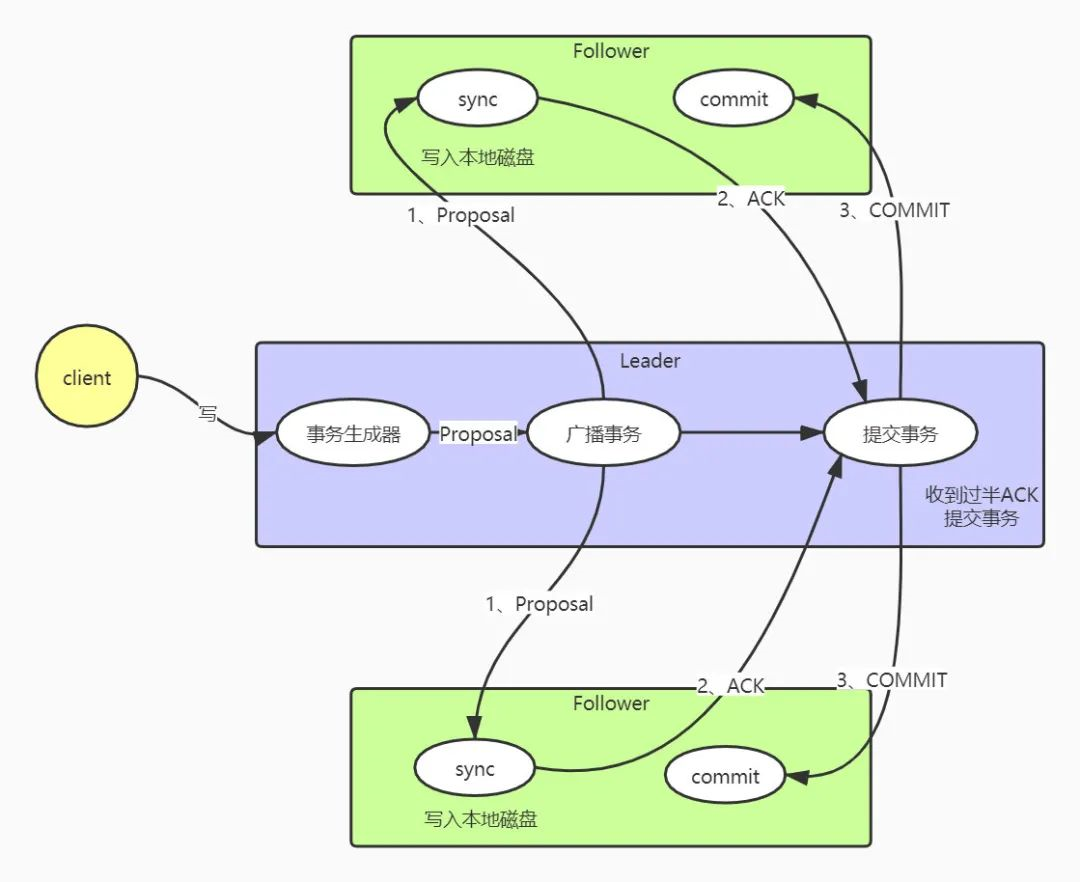 Follower
sync
commit
写入本地磁盘
2、ACK
3、COMMIT
1、Proposal
Leader
client
写
事务生成器
Proposal
广播事务
提交事务
收到过半ACK
提交事务
1、Proposal
2、ACK
3、COMMIT
Follower
sync
commit
写入本地磁盘